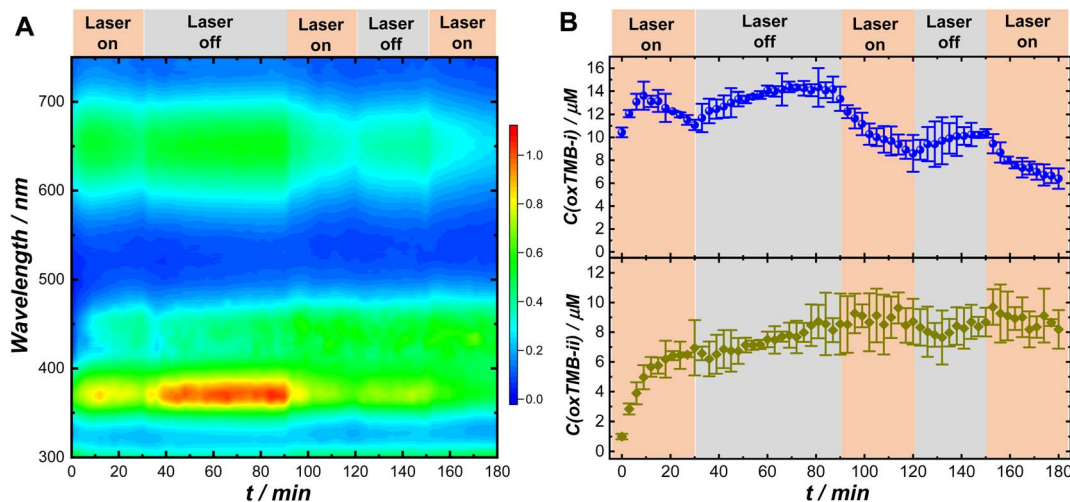 A
Laser on
Laser off
Laser on
Laser off
Laser on
Wavelength / nm
700
600
500
400
300
0 20 40 60 80 100 120 140 160 180
t / min
1.0
0.8
0.6
0.4
0.2
0.0
B
Laser on
Laser off
Laser on
Laser off
Laser on
C(oxTMB-i) / µM
16
14
12
10
8
6
4
2
0
C(oxTMB-ii) / µM
12
10
8
6
4
2
0
0 20 40 60 80 100 120 140 160 180
t / min